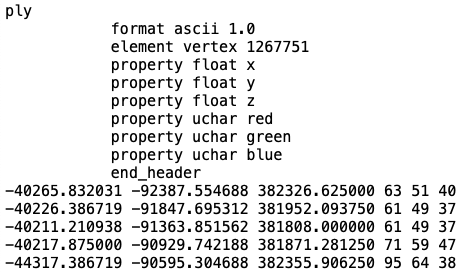 ply
format ascii 1.0
element vertex 1267751
property float x
property float y
property float z
property uchar red
property uchar green
property uchar blue
end_header
-40265.832031 -92387.554688 382326.625000 63 51 40
-40226.386719 -91847.695312 381952.093750 61 49 37
-40211.210938 -91363.851562 381808.000000 61 49 37
-40217.875000 -90929.742188 381871.281250 71 59 47
-44317.386719 -90595.304688 382355.906250 95 64 38